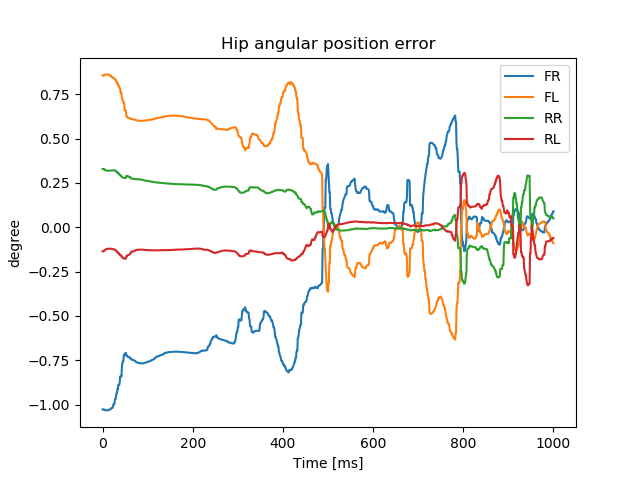 Hip angular position error
FR
FL
RR
RL
0.75
0.50
0.25
0.00
−0.25
−0.50
−0.75
−1.00
degree
0 200 400 600 800 1000
Time [ms]